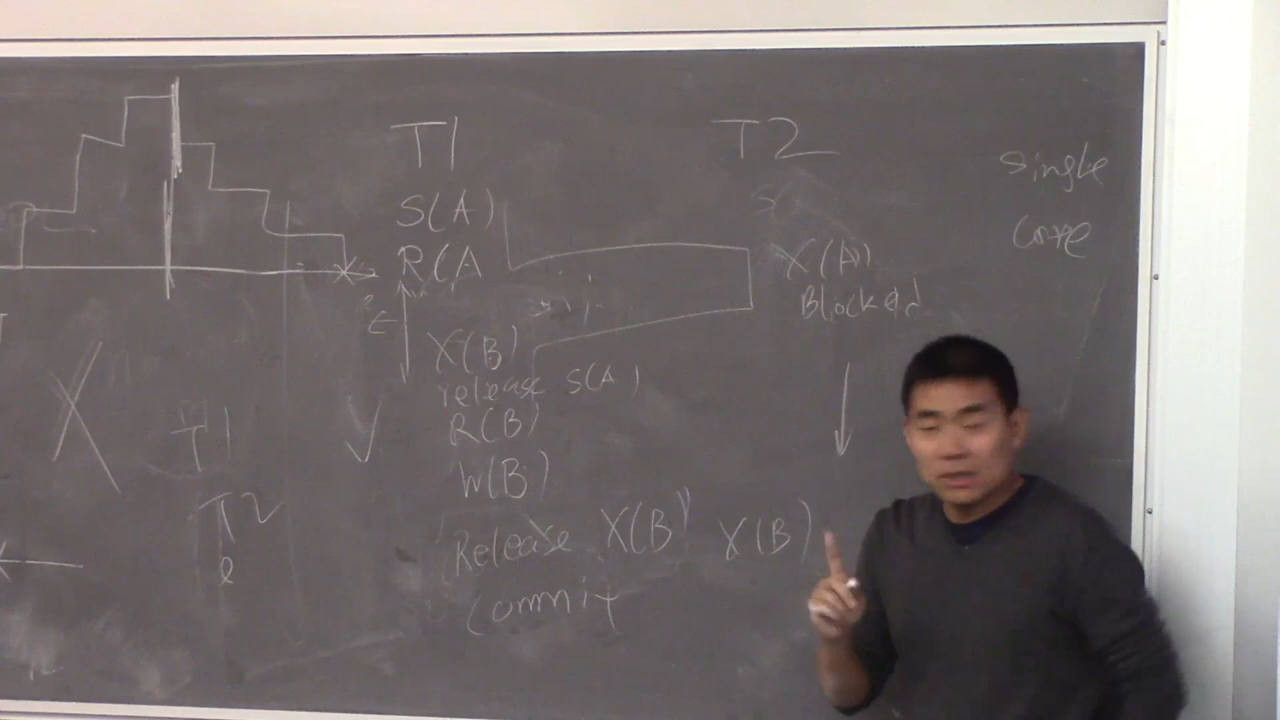 T1
T2
S(A)
R(A
X(A)
Blocked
X(B)
release S(A)
R(B)
W(B)
Release X(B) X(B)
Commit
single
core
T1
T2